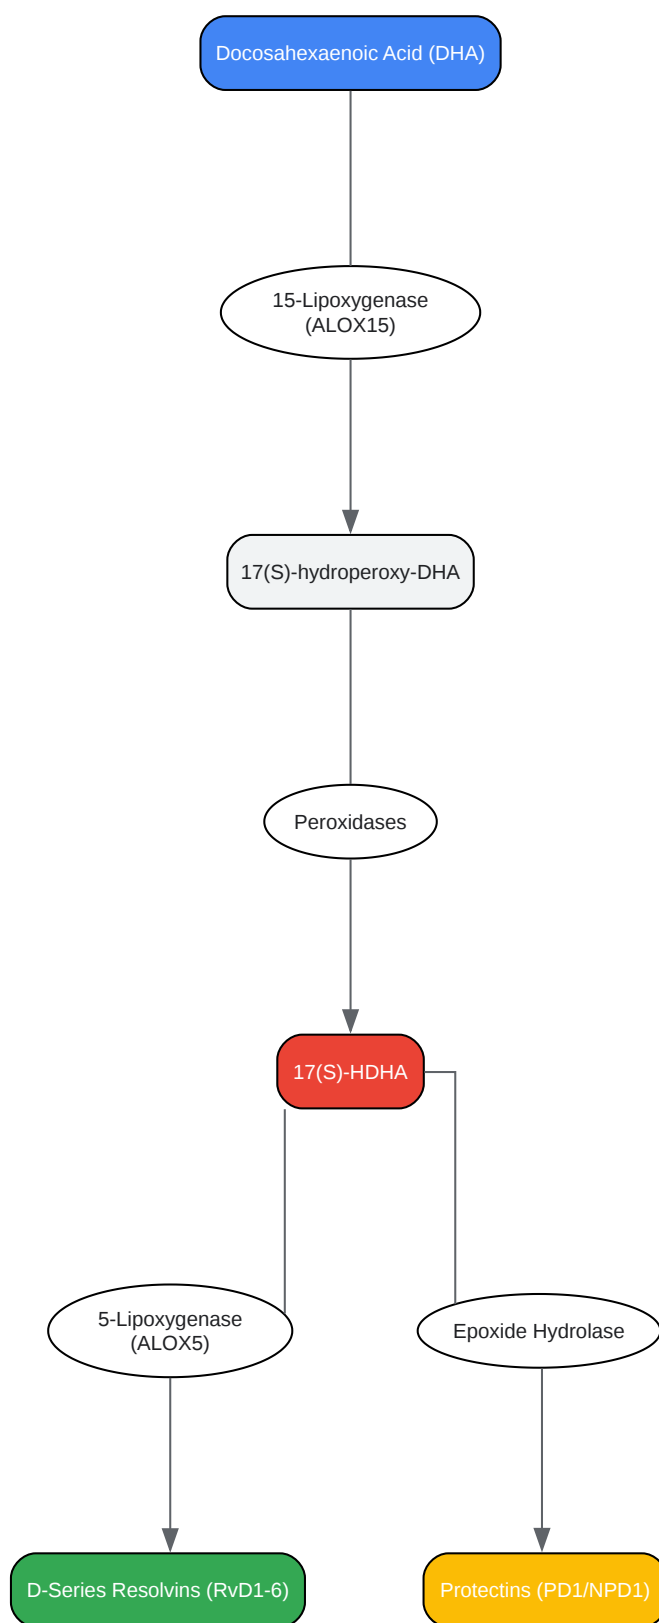 Docosahexaenoic Acid (DHA)
15-Lipoxygenase
(ALOX15)
17(S)-hydroperoxy-DHA
Peroxidases
17(S)-HDHA
5-Lipoxygenase
(ALOX5)
Epoxide Hydrolase
D-Series Resolvins (RvD1-6)
Protectins (PD1/NPD1)